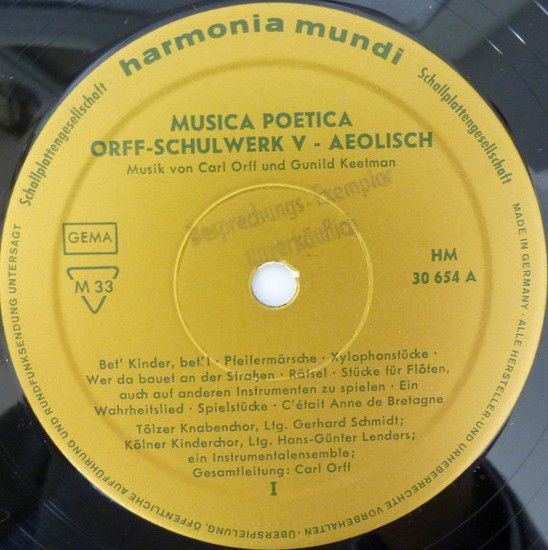 harmonia mundi
Schallplattengesellschaft
Schallplattengesellschaft
MUSICA POETICA
ORFF-SCHULWERK V - AEOLISCH
Musik von Carl Orff und Gunild Keetman
Besprechungs-Exemplar
Unverkäuflich
GEMA
M 33
HM
30 654 A
Bet' Kinder, bet'! · Pfeifermärsche · Xylophonstücke ·
Wer da bauet an der Straßen · Rätsel · Stücke für Flöten,
auch auf anderen Instrumenten zu spielen · Ein
Wahrheitslied · Spielstücke · C'était Anne de Bretagne
Tölzer Knabenchor, Ltg. Gerhard Schmidt;
Kölner Kinderchor, Ltg. Hans-Günter Lenders;
ein Instrumentalensemble;
Gesamtleitung: Carl Orff
I
MADE IN GERMANY · ALLE HERSTELLER- UND URHEBERRECHTE VORBEHALTEN · ÜBERSPIELUNG, ÖFFENTLICHE AUFFÜHRUNG UND RUNDFUNKSENDUNG UNTERSAGT